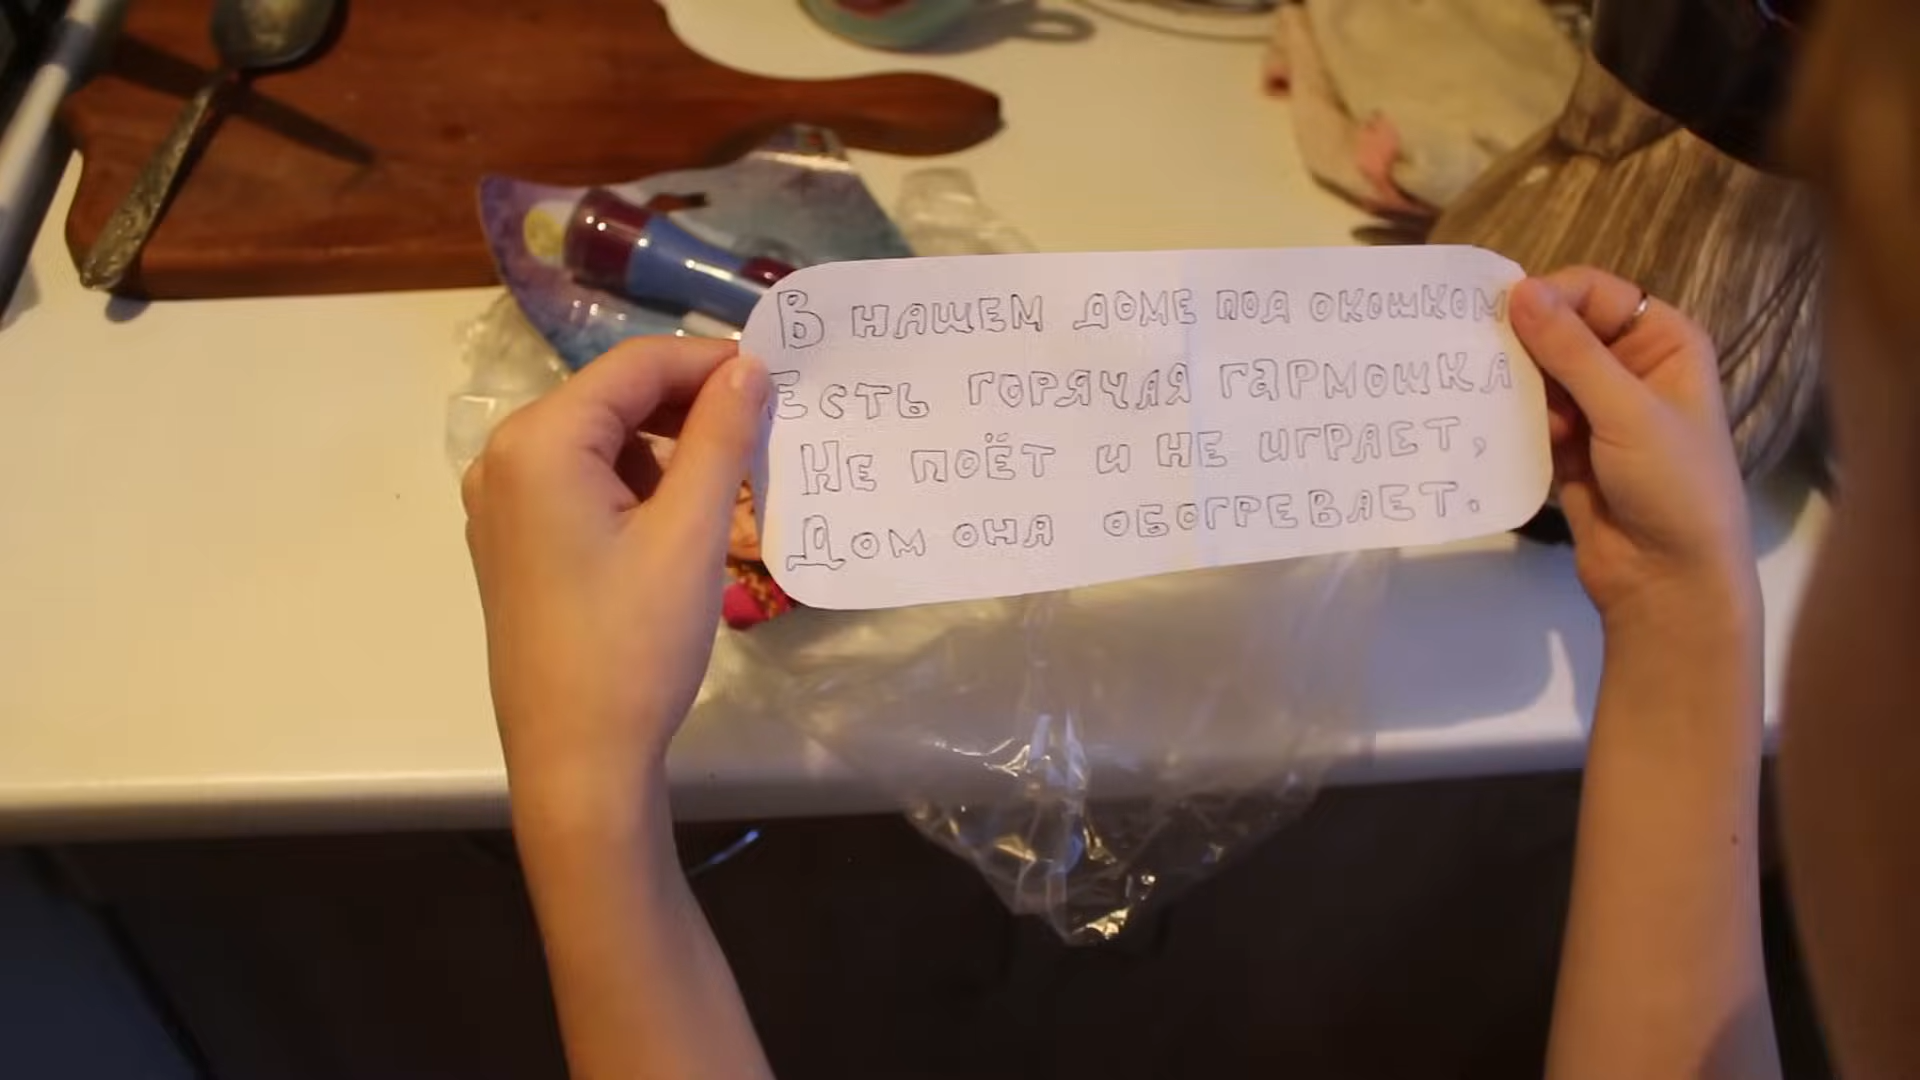 В нашем доме под окошком
Есть горячая гармошка
Не поёт и не играет,
Дом она обогревает.